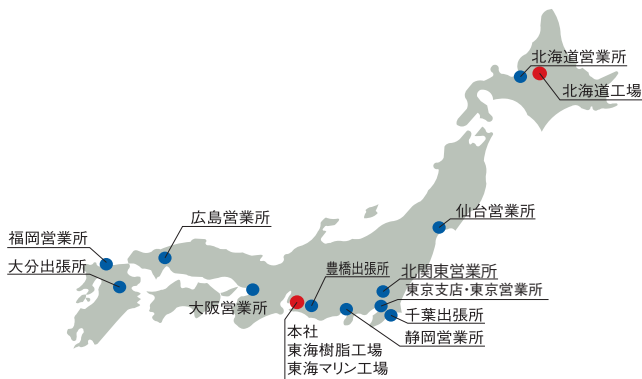 北海道営業所
北海道工場
仙台営業所
広島営業所
福岡営業所
大分出張所
豊橋出張所
北関東営業所
東京支店・東京営業所
大阪営業所
千葉出張所
静岡営業所
本社
東海樹脂工場
東海マリン工場